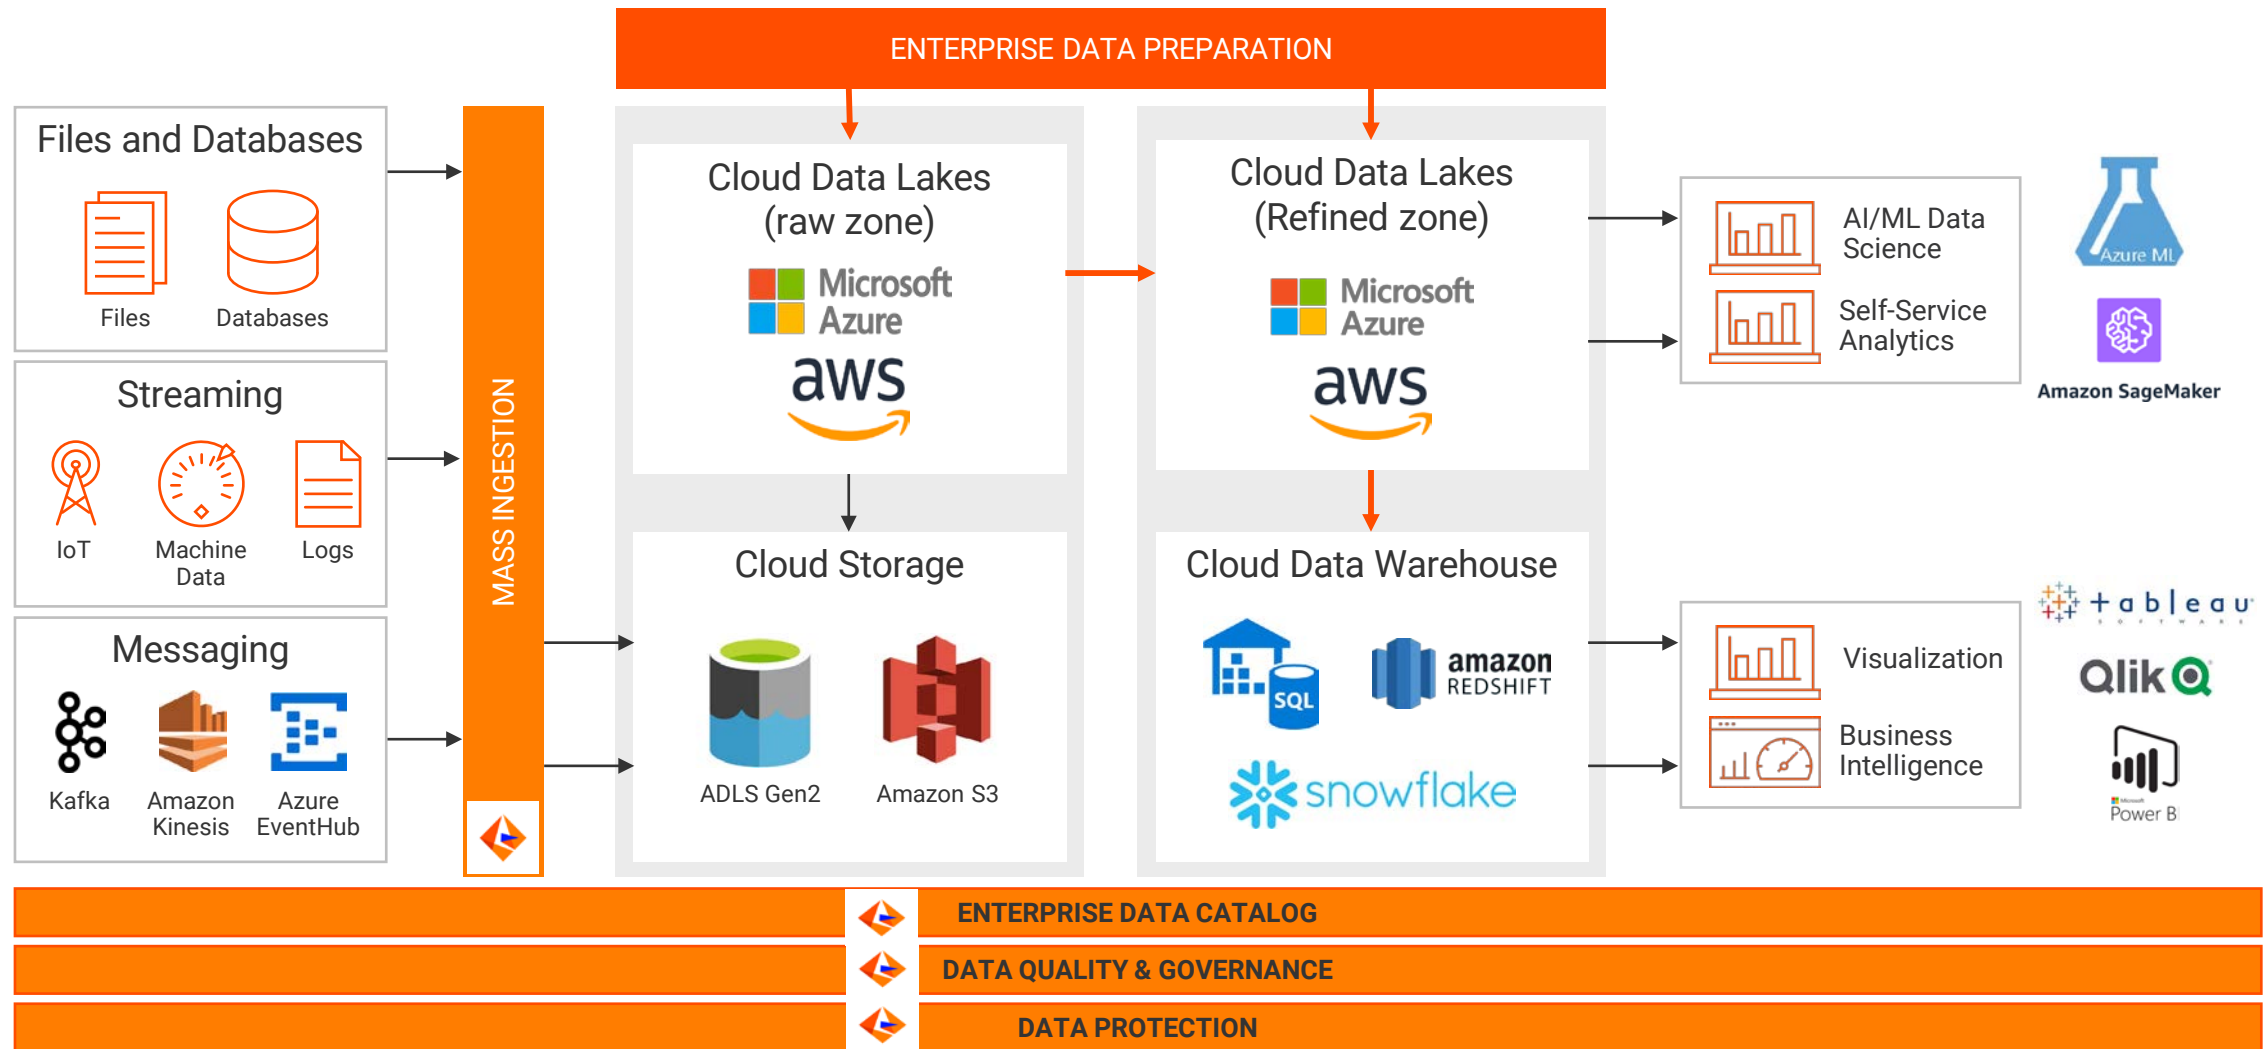 ENTERPRISE DATA PREPARATION
Files and Databases
Files
Databases
Streaming
IoT
Machine
Data
Logs
Messaging
Kafka
Amazon
Kinesis
Azure
EventHub
MASS INGESTION
Cloud Data Lakes
(raw zone)
Microsoft
Azure
aws
Cloud Storage
ADLS Gen2
Amazon S3
Cloud Data Lakes
(Refined zone)
Microsoft
Azure
aws
Cloud Data Warehouse
SQL
amazon
REDSHIFT
snowflake
AI/ML Data
Science
Self-Service
Analytics
Azure ML
Amazon SageMaker
Visualization
Business
Intelligence
+ableau
SOFTWARE
Qlik
Microsoft
Power B
ENTERPRISE DATA CATALOG
DATA QUALITY & GOVERNANCE
DATA PROTECTION